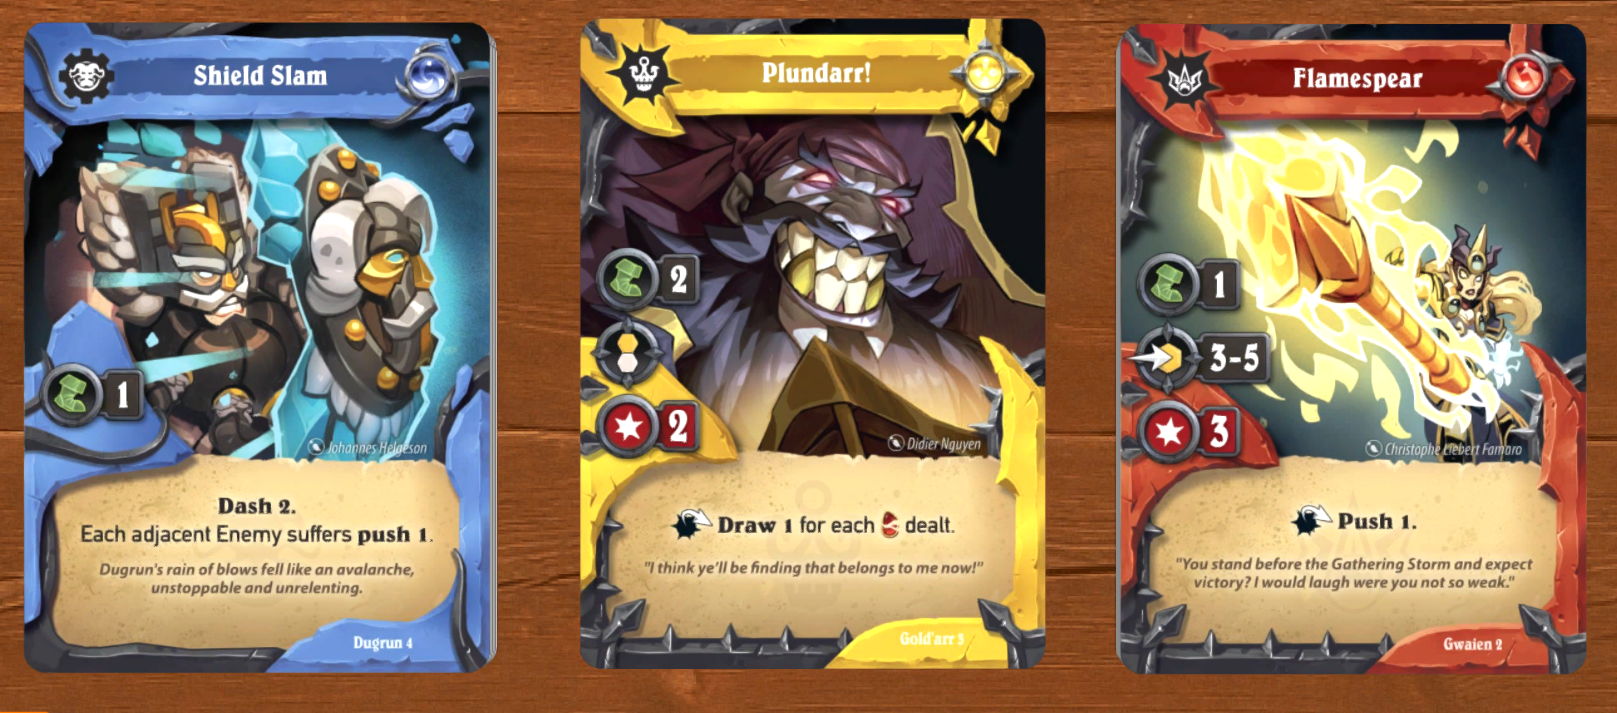 Shield Slam
1
Johannes Helgeson
Dash 2.
Each adjacent Enemy suffers push 1.
Dugrun's rain of blows fell like an avalanche,
unstoppable and unrelenting.
Dugrun 4
Plundarr!
2
2
Didier Nguyen
Draw 1 for each dealt.
"I think ye'll be finding that belongs to me now!"
Gold'arr 3
Flamespear
1
3-5
3
Christophe Liebert Famaro
Push 1.
"You stand before the Gathering Storm and expect
victory? I would laugh were you not so weak."
Gwaien 2